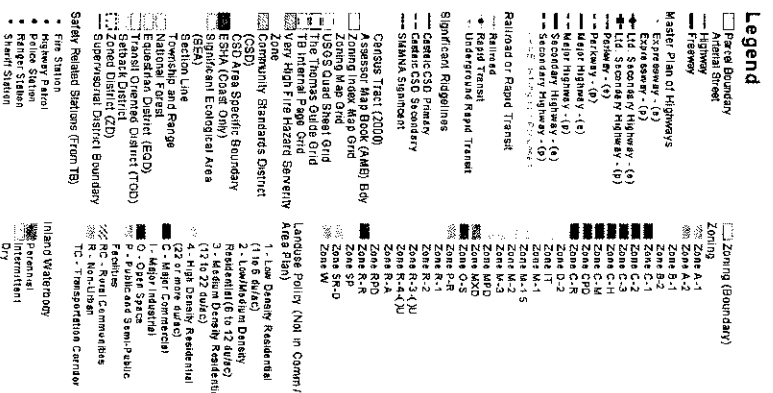 Legend
Parcel Boundary
Arterial Street
Highway
Freeway
Master Plan of Highways
Expressway - (e)
Expressway - (p)
Ltd. Secondary Highway - (e)
Ltd. Secondary Highway - (p)
Parkway - (e)
Parkway - (p)
Major Highway - (e)
Major Highway - (p)
Secondary Highway - (e)
Secondary Highway - (p)
Railroad or Rapid Transit
Railroad
Rapid Transit
Underground Rapid Transit
Significant Ridgelines
Castaic CSD Primary
Castaic CSD Secondary
SMMNA Significant
Census Tract (2000)
Assessor Map Book (AMB) Bdy
Zoning Index Map Grid
Zoning Map Grid
USGS Quad Sheet Grid
The Thomas Guide Grid
TB Internal Page Grid
Very High Fire Hazard Serverity
Zone
Community Standards District
(CSD)
CSD Area Specific Boundary
ESHA (Coast Only)
Significant Ecological Area
(SEA)
Section Line
Township and Range
National Forest
Equestrian District (EQD)
Transit Oriented District (TOD)
Setback District
Zoned District (ZD)
Supervisorial District Boundary
Safety Related Stations (From TB)
Fire Station
Highway Patrol
Police Station
Ranger Station
Sheriff Station
Zoning (Boundary)
Zoning
Zone A-1
Zone A-2
Zone B-1
Zone B-2
Zone C-1
Zone C-2
Zone C-3
Zone C-H
Zone C-M
Zone CPD
Zone C-R
Zone D-2
Zone IT
Zone M-1
Zone M-1.5
Zone M-2
Zone M-3
Zone MPD
Zone MXD
Zone O-S
Zone P-R
Zone R-1
Zone R-2
Zone R-3-()U
Zone R-4-()U
Zone R-A
Zone RPD
Zone R-R
Zone SP
Zone SR-D
Zone W
Landuse Policy (Not in Comm/
Area Plan)
1 - Low Density Residential
(1 to 6 du/ac)
2 - Low/Medium Density
Residential (6 to 12 du/ac)
3 - Medium Density Residenti
(12 to 22 du/ac)
4 - High Density Residential
(22 or more du/ac)
C - Major Commercial
I - Major Industrial
O - Open Space
P - Public and Semi-Public
Facilities
RC - Rural Communities
R - Non-Urban
TC - Transportation Corridor
Inland Waterbody
Perennial
Intermittent
Dry